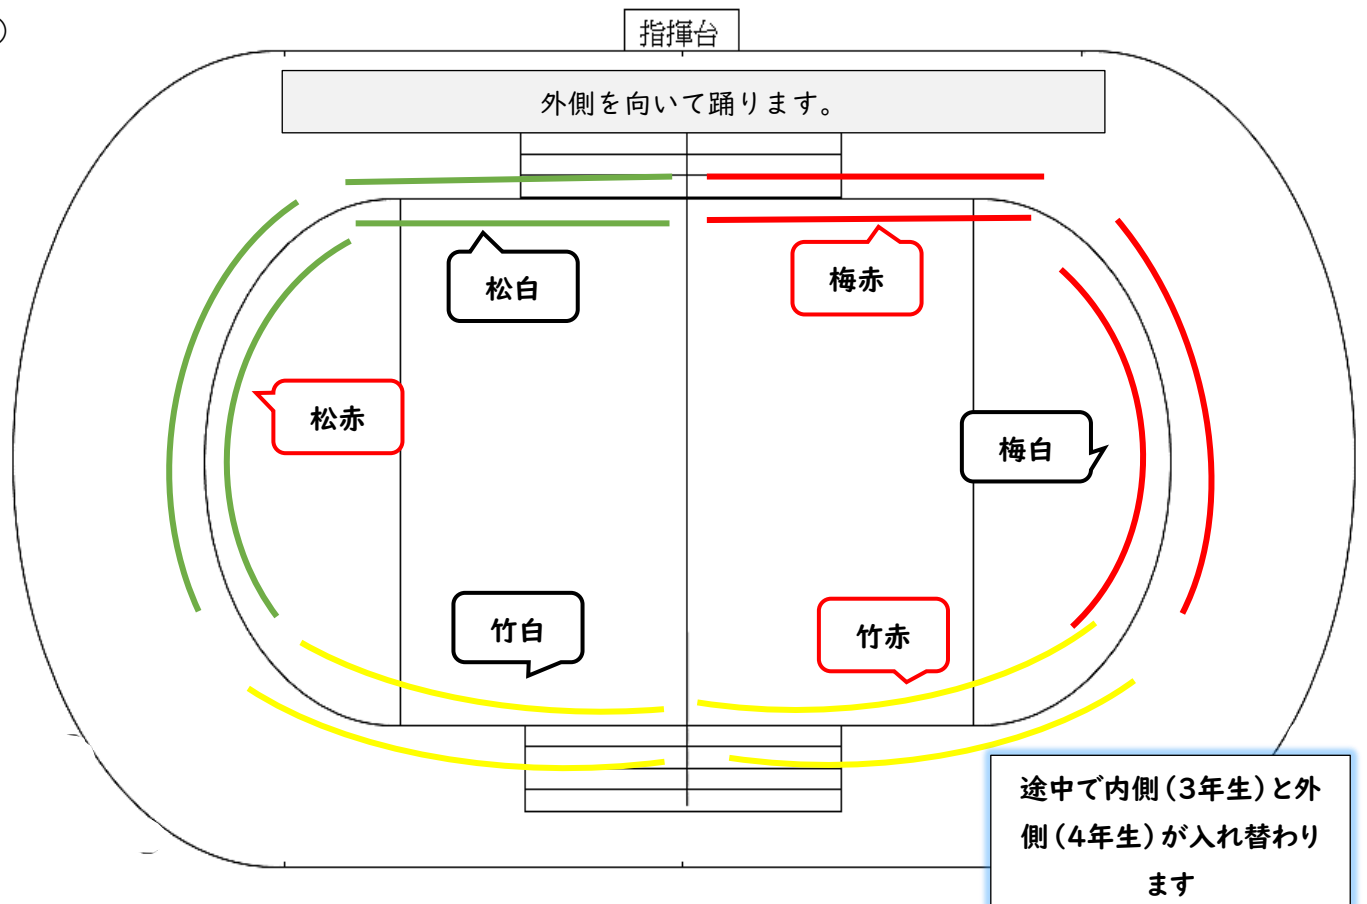 指揮台
外側を向いて踊ります。
松白
梅赤
松赤
梅白
竹白
竹赤
途中で内側(3年生)と外
側(4年生)が入れ替わり
ます